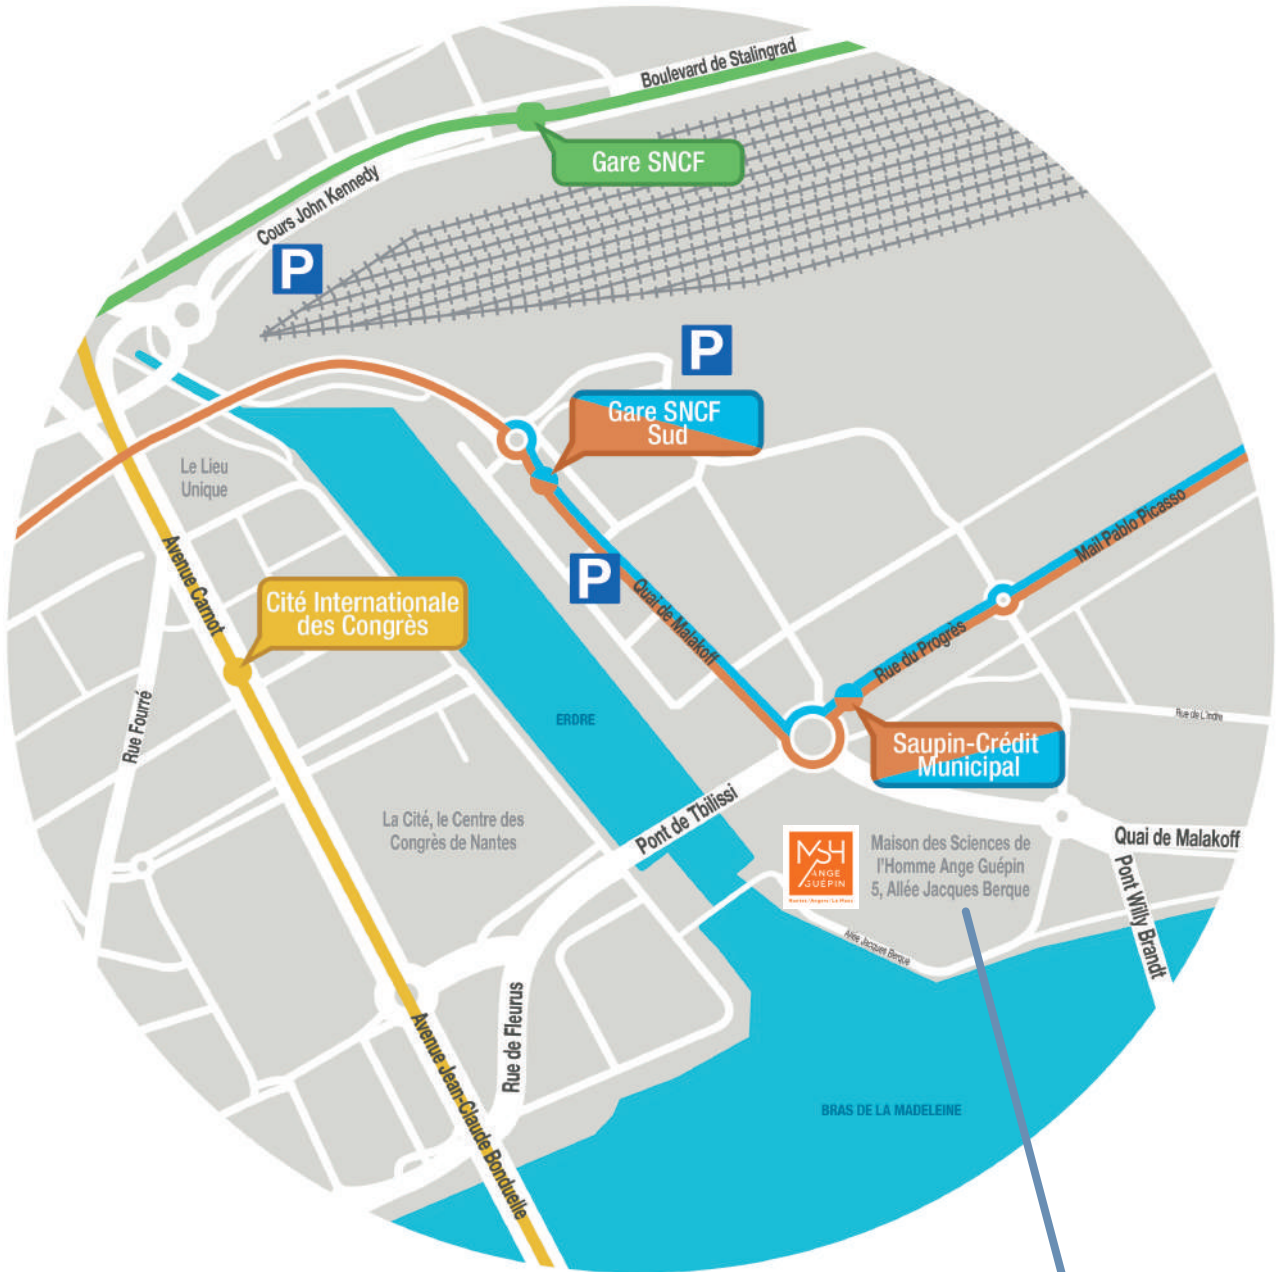 Boulevard de Stalingrad
Gare SNCF
Cours John Kennedy
P
P
Gare SNCF
Sud
Le Lieu
Unique
Mail Pablo Picasso
Avenue Carnot
P
Cité Internationale
des Congrès
Quai de Malakoff
Rue du Progrès
Rue Fourré
ERDRE
Rue de L'Indre
Saupin-Crédit
Municipal
Pont de Tbilissi
La Cité, le Centre des
Congrès de Nantes
MSH
ANGE
GUÉPIN
Nantes/Angers/Le Mans
Maison des Sciences de
l'Homme Ange Guépin
5, Allée Jacques Berque
Quai de Malakoff
Pont Willy Brandt
Allée Jacques Berque
Rue de Fleurus
Avenue Jean-Claude Bonduelle
BRAS DE LA MADELEINE